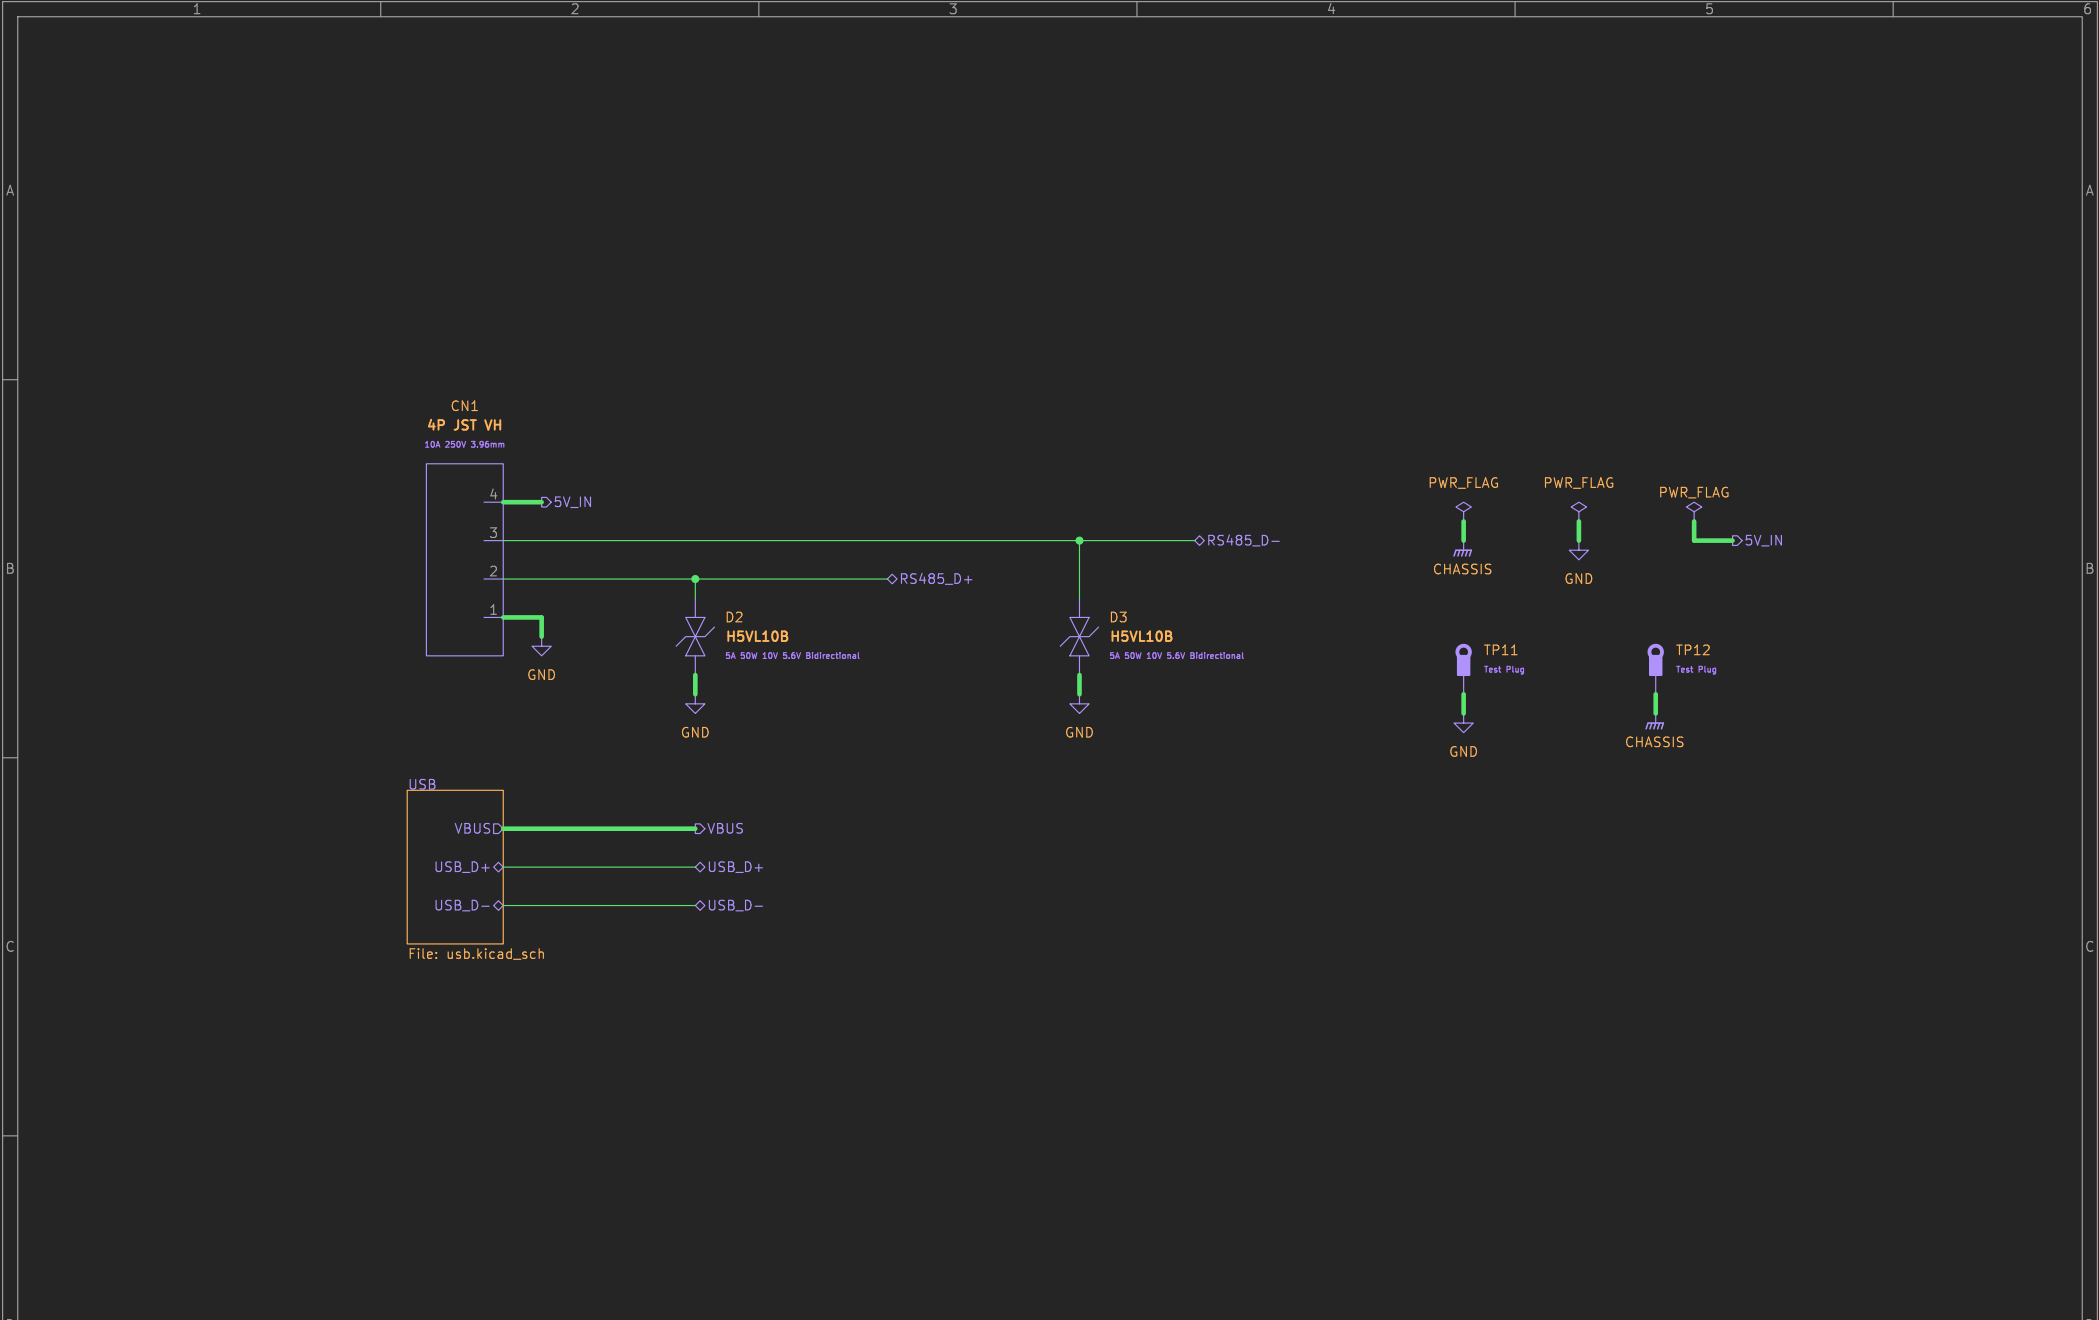 1 2 3 4 5 6
A A
CN1
4P JST VH
10A 250V 3.96mm
4 5V_IN
3 RS485_D-
2 RS485_D+
1
GND
D2
H5VL10B
5A 50W 10V 5.6V Bidirectional
GND
D3
H5VL10B
5A 50W 10V 5.6V Bidirectional
GND
PWR_FLAG
CHASSIS
PWR_FLAG
GND
PWR_FLAG
5V_IN
B B
TP11
Test Plug
GND
TP12
Test Plug
CHASSIS
USB
VBUS VBUS
USB_D+ USB_D+
USB_D- USB_D-
File: usb.kicad_sch
C C